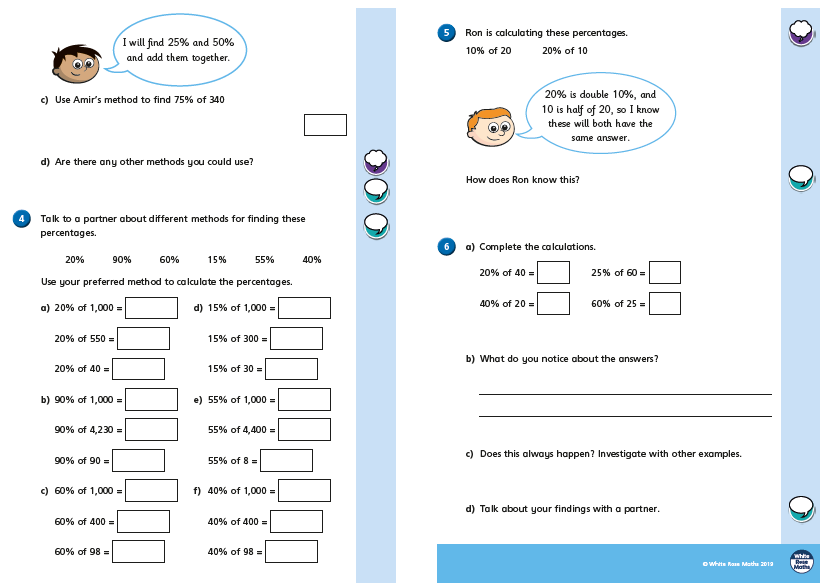 I will find 25% and 50%
and add them together.
c) Use Amir's method to find 75% of 340
d) Are there any other methods you could use?
4 Talk to a partner about different methods for finding these
percentages.
20% 90% 60% 15% 55% 40%
Use your preferred method to calculate the percentages.
a) 20% of 1,000 =
20% of 550 =
20% of 40 =
b) 90% of 1,000 =
90% of 4,230 =
90% of 90 =
c) 60% of 1,000 =
60% of 400 =
60% of 98 =
d) 15% of 1,000 =
15% of 300 =
15% of 30 =
e) 55% of 1,000 =
55% of 4,400 =
55% of 8 =
f) 40% of 1,000 =
40% of 400 =
40% of 98 =
5 Ron is calculating these percentages.
10% of 20 20% of 10
20% is double 10%, and
10 is half of 20, so I know
these will both have the
same answer.
How does Ron know this?
6 a) Complete the calculations.
20% of 40 = 25% of 60 =
40% of 20 = 60% of 25 =
b) What do you notice about the answers?
c) Does this always happen? Investigate with other examples.
d) Talk about your findings with a partner.
© White Rose Maths 2019
White
Rose
Maths